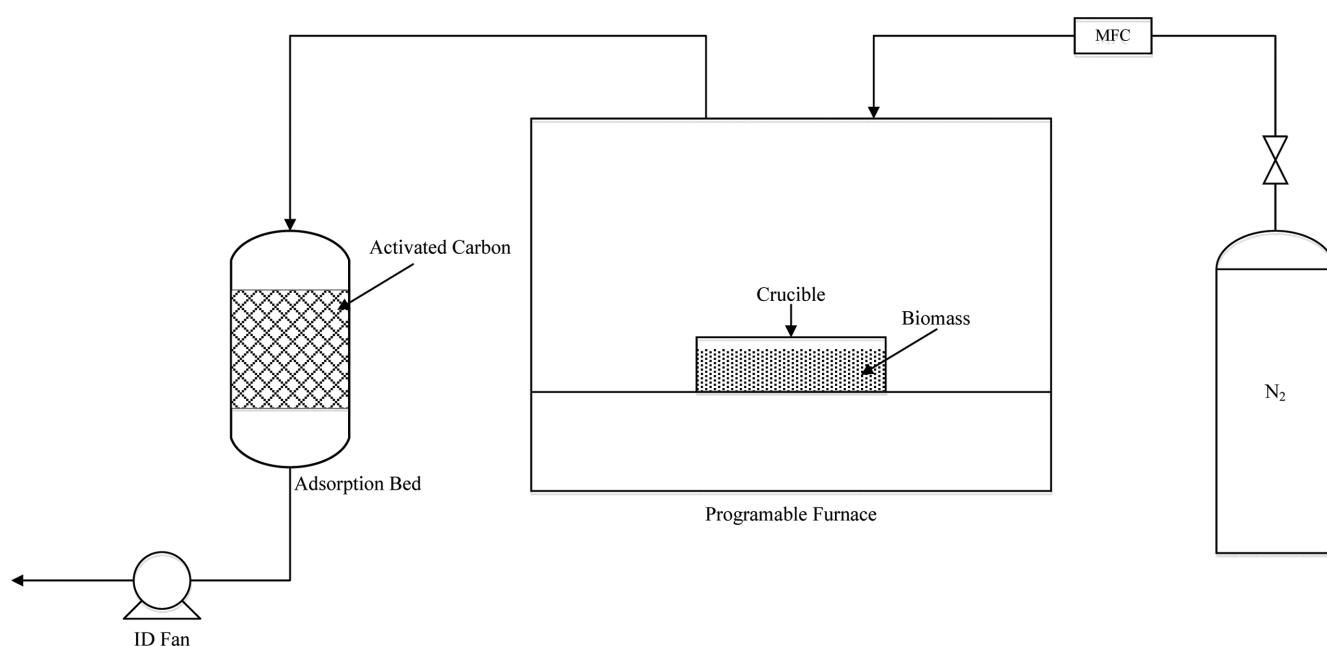 MFC
Activated Carbon
Crucible
Biomass
N₂
Adsorption Bed
Programable Furnace
ID Fan